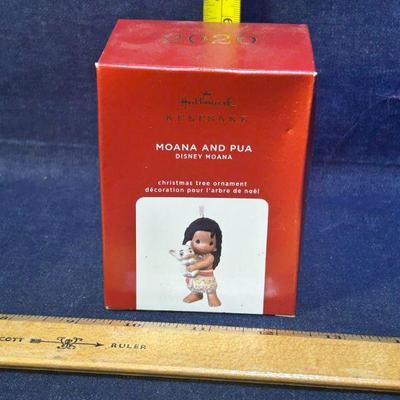 2020
Hallmark
KEEPSAKE
MOANA AND PUA
DISNEY MOANA
christmas tree ornament
décoration pour l'arbre de noël
RULER